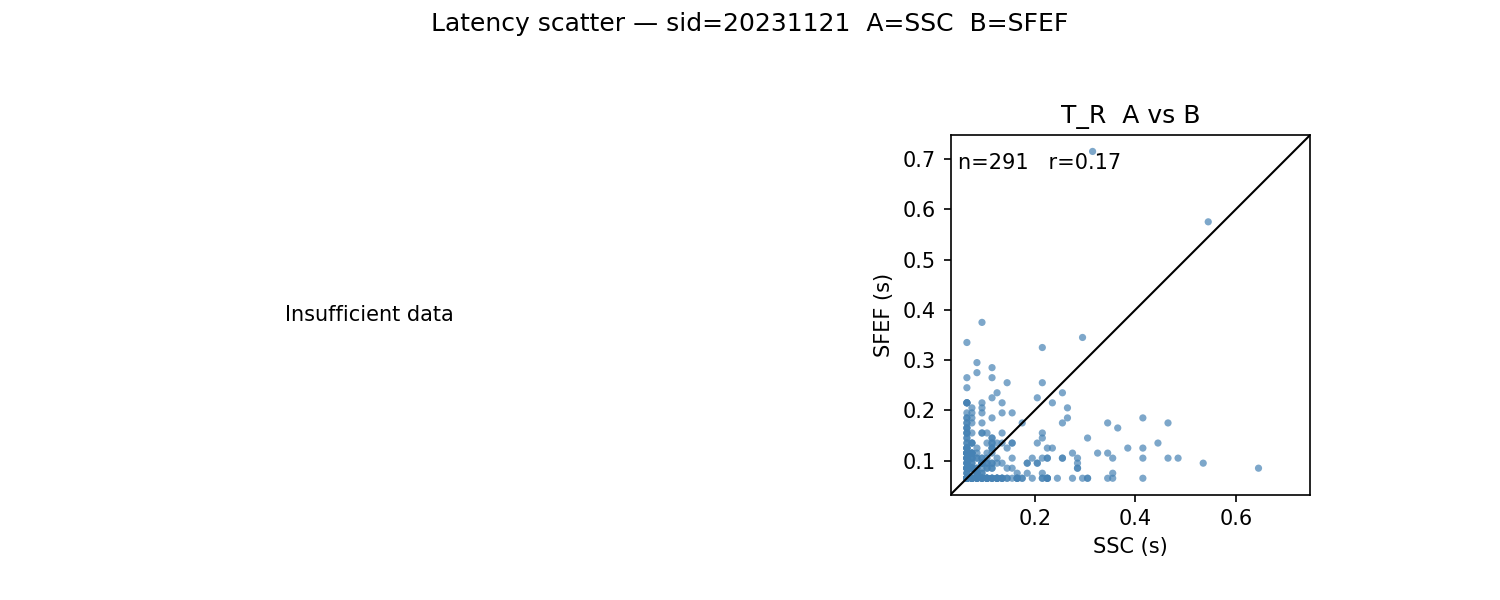 Latency scatter — sid=20231121  A=SSC  B=SFEF
Insufficient data
T_R  A vs B
n=291   r=0.17
0.7
0.6
0.5
0.4
0.3
0.2
0.1
SFEF (s)
0.2
0.4
0.6
SSC (s)